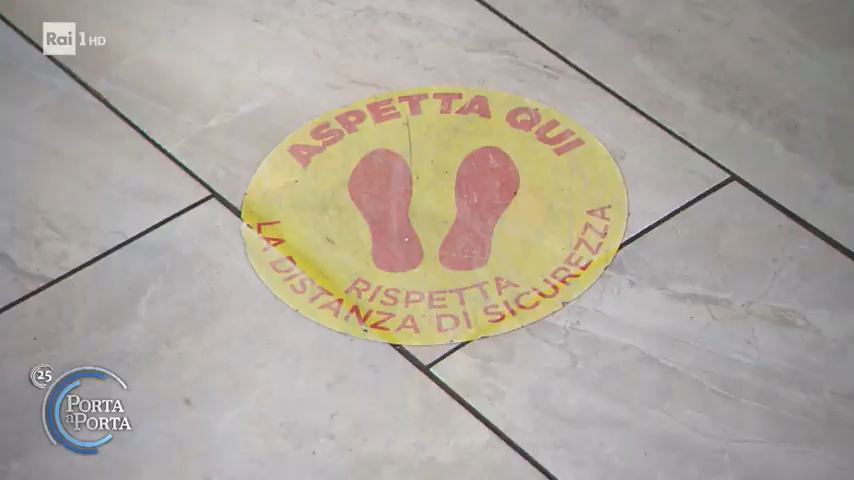 Rai 1 HD
ASPETTA QUI
RISPETTA
LA DISTANZA DI SICUREZZA
25
PORTA
a PORTA